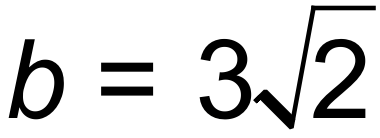 b = 3√2